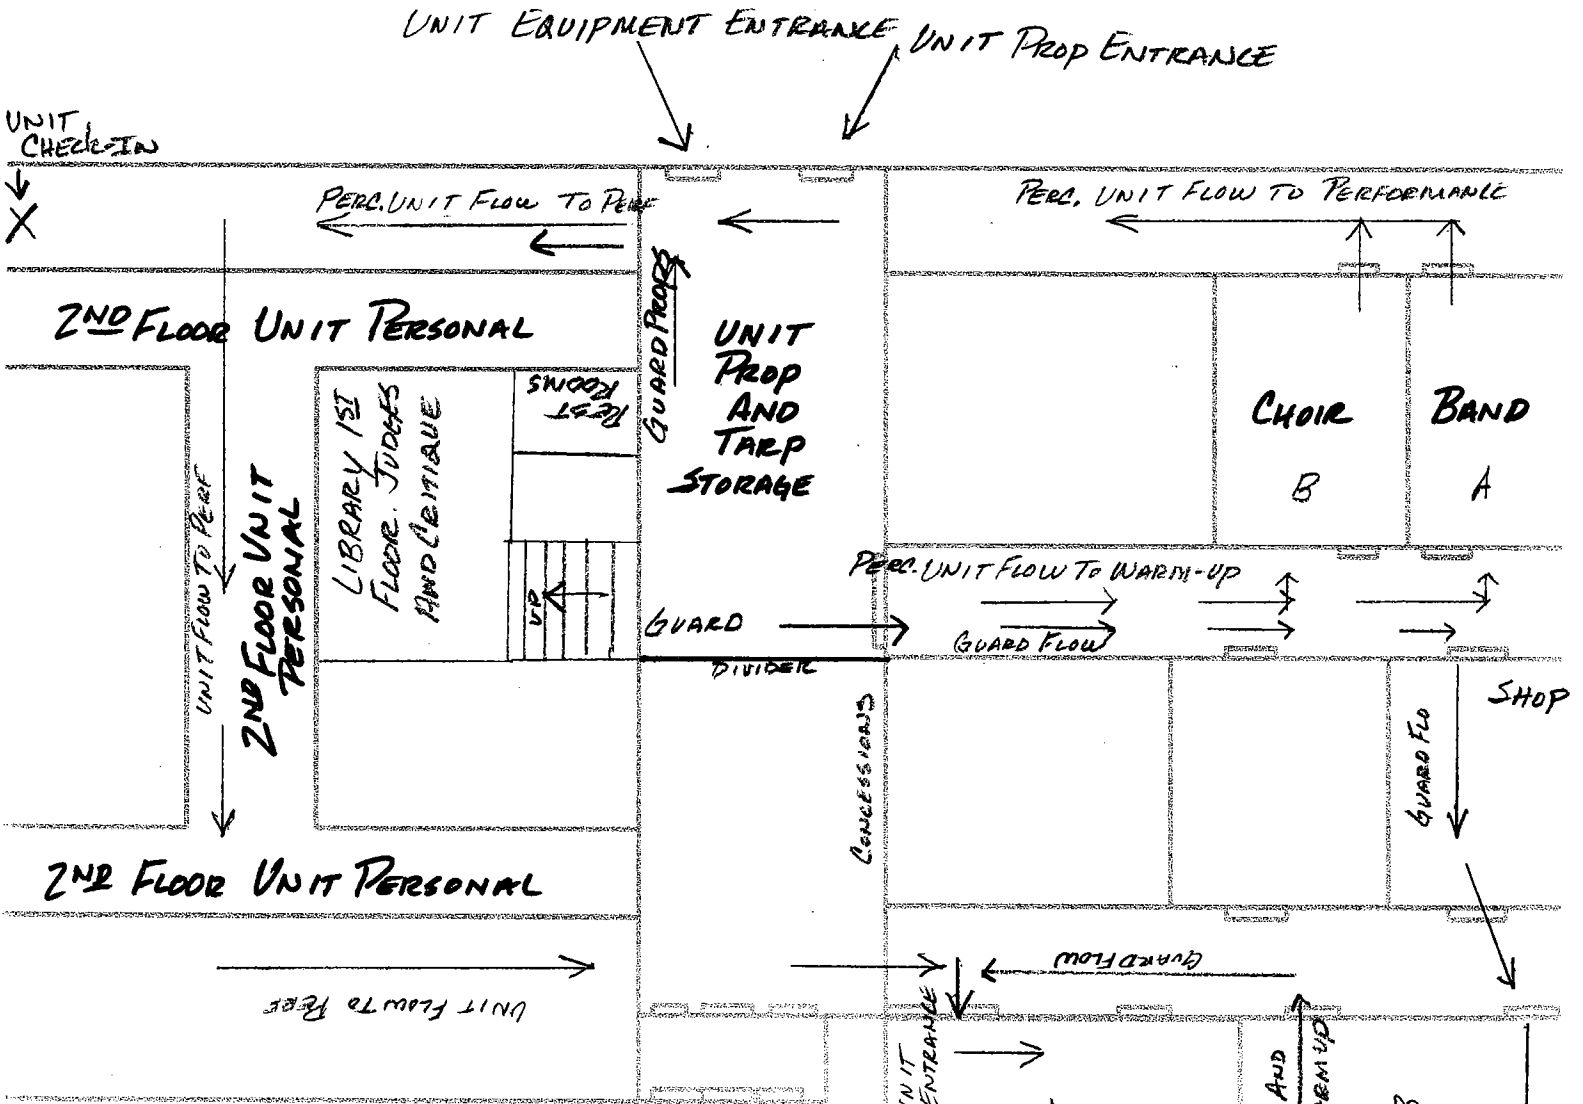 UNIT EQUIPMENT ENTRANCE
UNIT PROP ENTRANCE
UNIT
CHECK-IN
X
PERC. UNIT FLOW TO PERF
PERC. UNIT FLOW TO PERFORMANCE
2ND FLOOR UNIT PERSONAL
GUARD PROPS
UNIT
PROP
AND
TARP
STORAGE
REST
ROOMS
LIBRARY 1ST
FLOOR. JUDGES
AND CRITIQUE
CHOIR
B
BAND
A
UNIT FLOW TO PERF
2ND FLOOR UNIT
PERSONAL
UP
PERC. UNIT FLOW TO WARM-UP
GUARD
GUARD FLOW
DIVIDER
CONCESSIONS
SHOP
GUARD FLO
2ND FLOOR UNIT PERSONAL
UNIT FLOW TO PERF
GUARD FLOW
ENTRANCE
AND